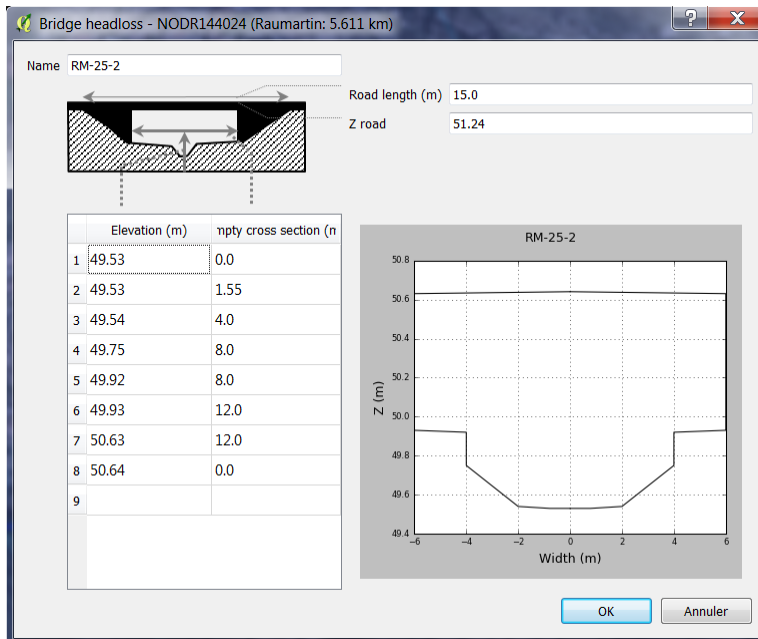 Bridge headloss - NODR144024 (Raumartin: 5.611 km)
? X
Name RM-25-2
Road length (m) 15.0
Z road 51.24
Elevation (m) mpty cross section (m
1 49.53 0.0
2 49.53 1.55
3 49.54 4.0
4 49.75 8.0
5 49.92 8.0
6 49.93 12.0
7 50.63 12.0
8 50.64 0.0
9
RM-25-2
50.8
50.6
50.4
50.2
50.0
49.8
49.6
49.4
Z (m)
−6 −4 −2 0 2 4 6
Width (m)
OK Annuler